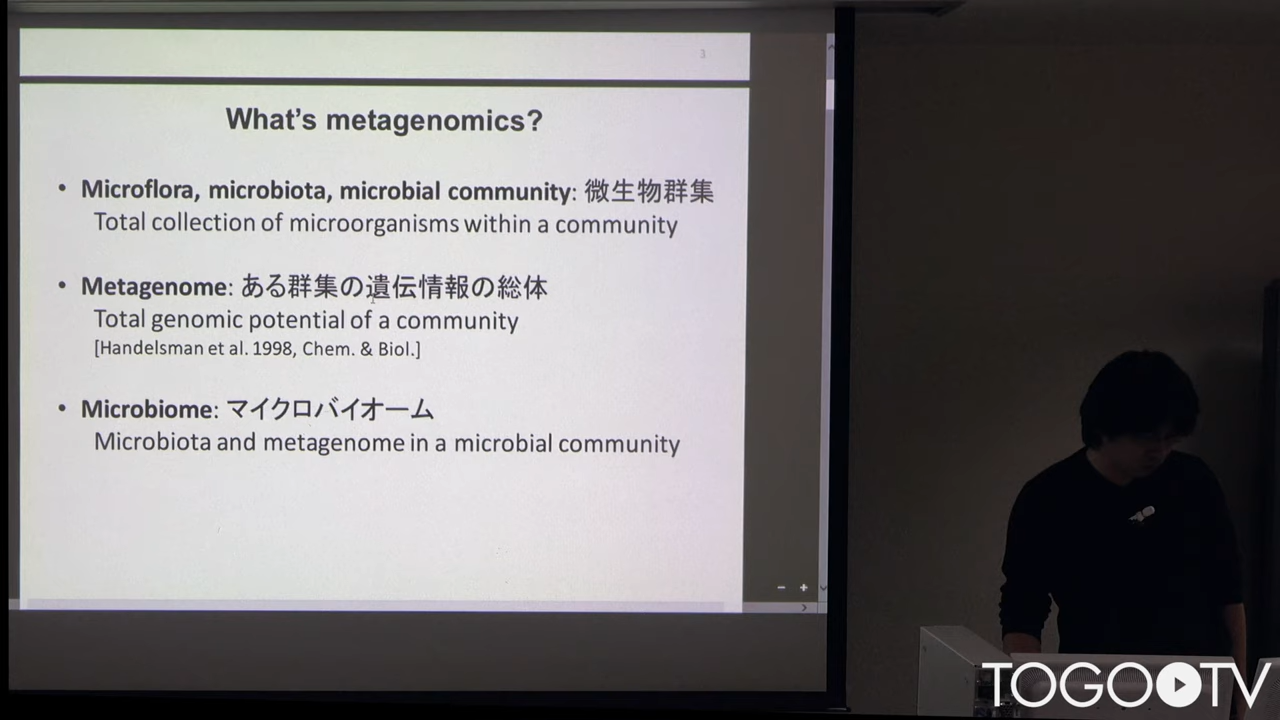 3
What's metagenomics?
• Microflora, microbiota, microbial community: 微生物群集
Total collection of microorganisms within a community
• Metagenome: ある群集の遺伝情報の総体
Total genomic potential of a community
[Handelsman et al. 1998, Chem. & Biol.]
• Microbiome: マイクロバイオーム
Microbiota and metagenome in a microbial community
TOGOTV